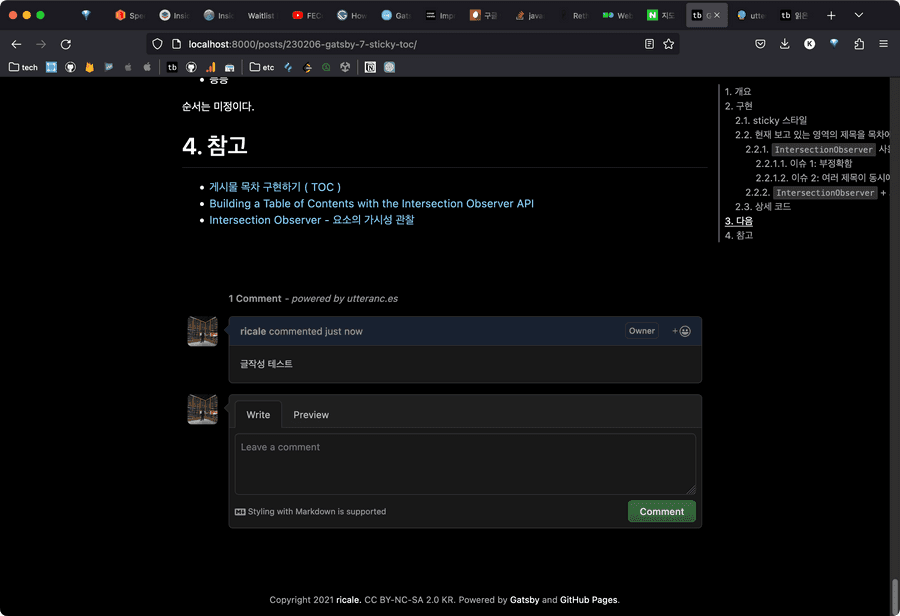 Spe
Insi
Insi
Waitlist
FEC
How
Gat
Imp
구글
java
Ret
Web
지도
G
utte
읽은
localhost:8000/posts/230206-gatsby-7-sticky-toc/
tech
tb
etc
순서는 미정이다.
4. 참고
게시물 목차 구현하기 ( TOC )
Building a Table of Contents with the Intersection Observer API
Intersection Observer - 요소의 가시성 관찰
1. 개요
2. 구현
2.1. sticky 스타일
2.2. 현재 보고 있는 영역의 제목을 목차에
2.2.1. IntersectionObserver 사용
2.2.1.1. 이슈 1: 부정확함
2.2.1.2. 이슈 2: 여러 제목이 동시에
2.2.2. IntersectionObserver +
2.3. 상세 코드
3. 다음
4. 참고
1 Comment - powered by utteranc.es
ricale commented just now
Owner
글작성 테스트
Write Preview
Leave a comment
Styling with Markdown is supported
Comment
Copyright 2021 ricale. CC BY-NC-SA 2.0 KR. Powered by Gatsby and GitHub Pages.